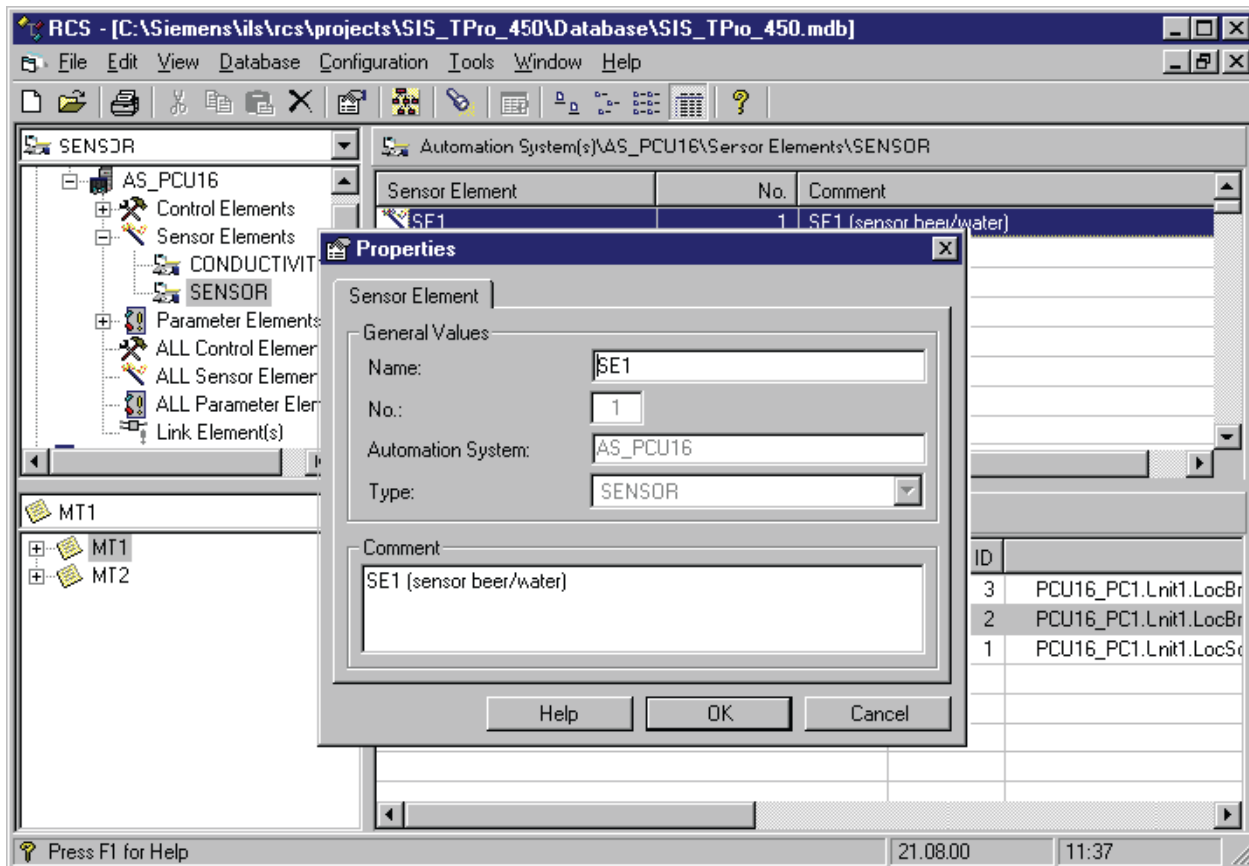 RCS - [C:\Siemens\ils\rcs\projects\SIS_TPro_450\Database\SIS_TPro_450.mdb]
File Edit View Database Configuration Tools Window Help
SENSOR
Automation System(s)\AS_PCU16\Sensor Elements\SENSOR
AS_PCU16
Control Elements
Sensor Elements
CONDUCTIVIT
SENSOR
Parameter Elements
ALL Control Elemer
ALL Sensor Elemer
ALL Parameter Eler
Link Element(s)
Sensor Element No. Comment
SE1 1 SE1 (sensor beer/water)
Properties
Sensor Element
General Values
Name: SE1
No.: 1
Automation System: AS_PCU16
Type: SENSOR
Comment
SE1 (sensor beer/water)
Help OK Cancel
MT1
MT1
MT2
ID
3 PCU16_PC1.Unit1.LocBr
2 PCU16_PC1.Unit1.LocBr
1 PCU16_PC1.Unit1.LocSc
Press F1 for Help 21.08.00 11:37